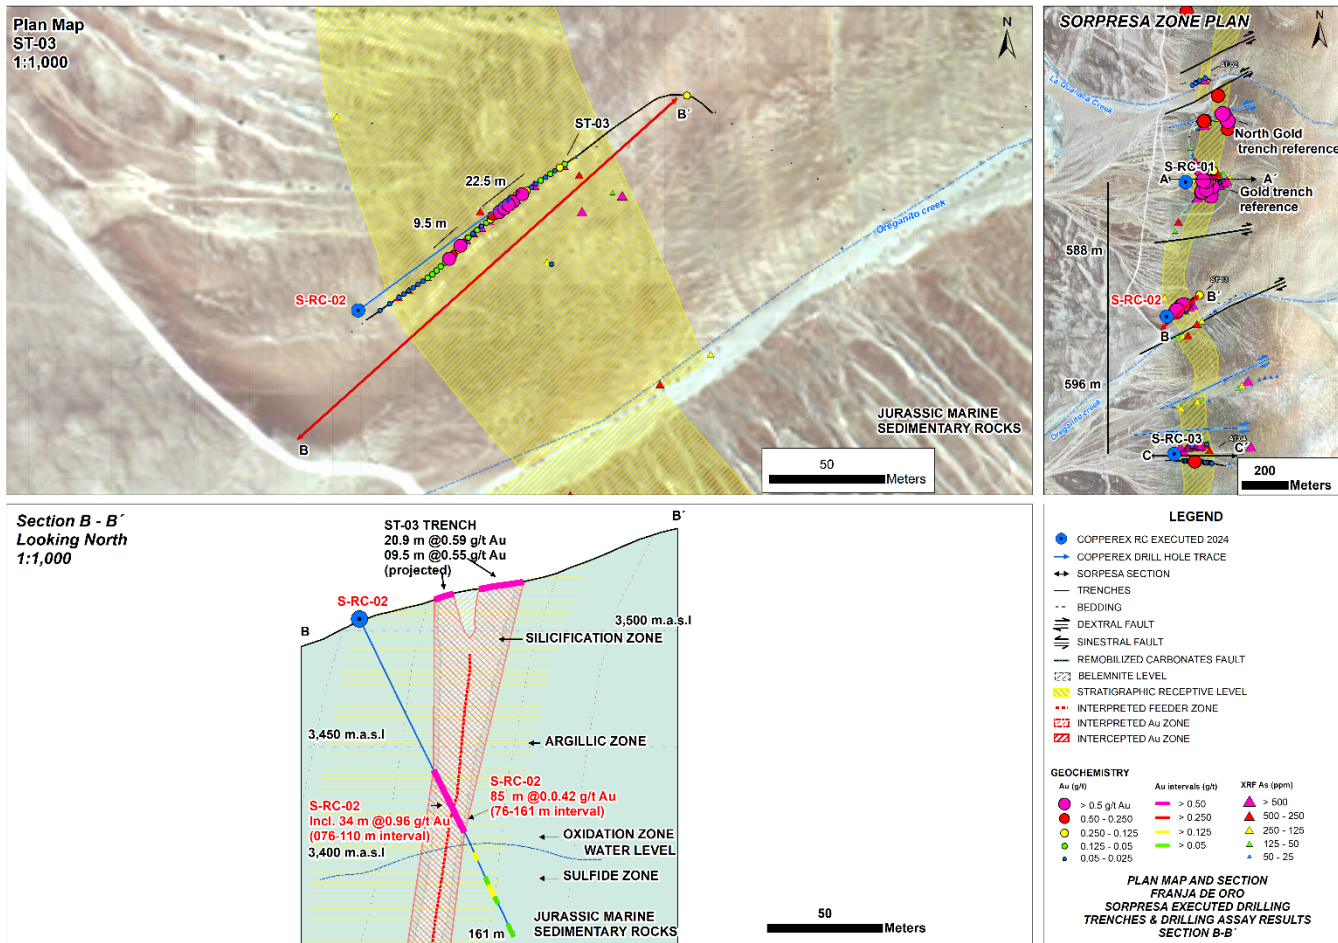 Plan Map
ST-03
1:1,000
N
ST-03
B´
22.5 m
9.5 m
S-RC-02
Oreganito creek
B
JURASSIC MARINE
SEDIMENTARY ROCKS
50
Meters
SORPRESA ZONE PLAN
N
AT-02
La Guanaca Creek
North Gold
trench reference
S-RC-01
A
A´
Gold trench
reference
588 m
ST-03
S-RC-02
B´
B
596 m
Oreganito creek
S-RC-03
AT-04
C
C´
200
Meters
Section B - B´
Looking North
1:1,000
ST-03 TRENCH
20.9 m @0.59 g/t Au
09.5 m @0.55 g/t Au
(projected)
B´
S-RC-02
B
3,500 m.a.s.l
SILICIFICATION ZONE
3,450 m.a.s.l
ARGILLIC ZONE
S-RC-02
85 m @0.0.42 g/t Au
(76-161 m interval)
S-RC-02
Incl. 34 m @0.96 g/t Au
(076-110 m interval)
OXIDATION ZONE
WATER LEVEL
3,400 m.a.s.l
SULFIDE ZONE
JURASSIC MARINE
SEDIMENTARY ROCKS
161 m
50
Meters
LEGEND
COPPEREX RC EXECUTED 2024
COPPEREX DRILL HOLE TRACE
SORPESA SECTION
TRENCHES
BEDDING
DEXTRAL FAULT
SINESTRAL FAULT
REMOBILIZED CARBONATES FAULT
BELEMNITE LEVEL
STRATIGRAPHIC RECEPTIVE LEVEL
INTERPRETED FEEDER ZONE
INTERPRETED Au ZONE
INTERCEPTED Au ZONE
GEOCHEMISTRY
Au (g/t)
> 0.5 g/t Au
0.50 - 0.250
0.250 - 0.125
0.125 - 0.05
0.05 - 0.025
Au intervals (g/t)
> 0.50
> 0.250
> 0.125
> 0.05
XRF As (ppm)
> 500
500 - 250
250 - 125
125 - 50
50 - 25
PLAN MAP AND SECTION
FRANJA DE ORO
SORPRESA EXECUTED DRILLING
TRENCHES & DRILLING ASSAY RESULTS
SECTION B-B´